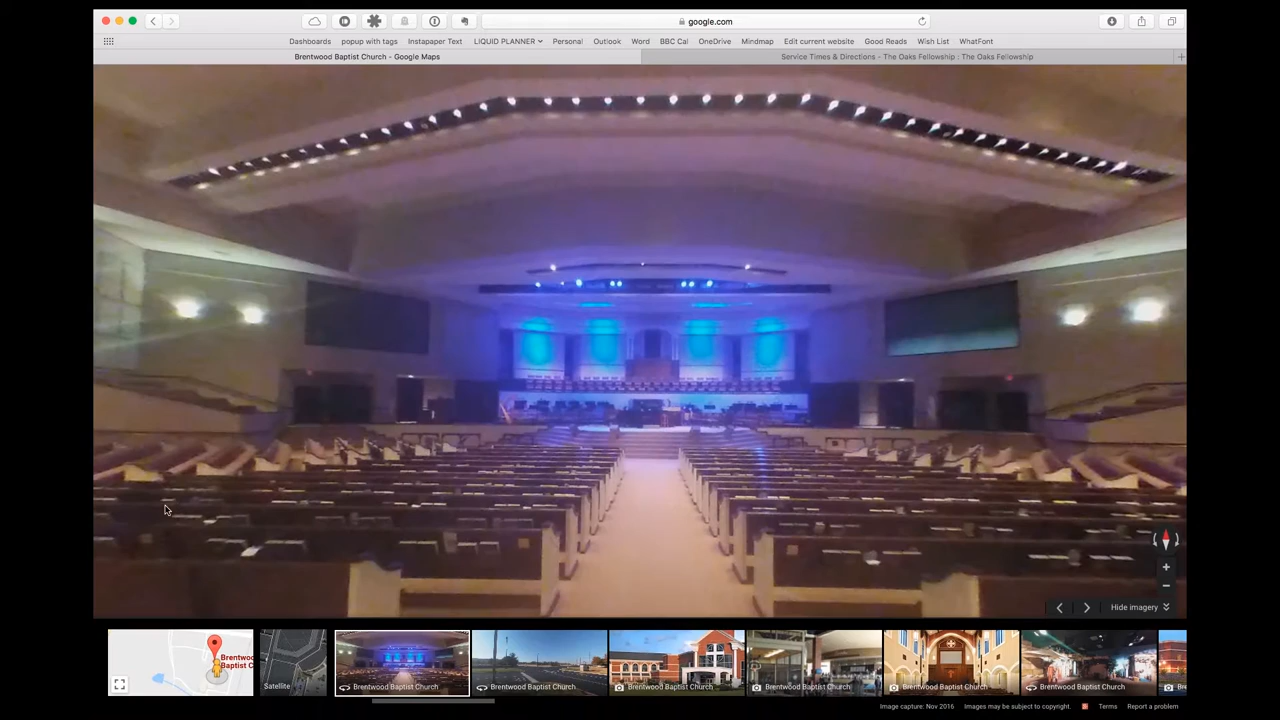 google.com
Dashboards popup with tags Instapaper Text LIQUID PLANNER Personal Outlook Word BBC Cal OneDrive Mindmap Edit current website Good Reads Wish List WhatFont
Brentwood Baptist Church - Google Maps Service Times & Directions - The Oaks Fellowship : The Oaks Fellowship
Hide imagery
Brentwood
Baptist C
Satellite
Brentwood Baptist Church
Brentwood Baptist Church
Brentwood Baptist Church
Brentwood Baptist Church
Brentwood Baptist Church
Brentwood Baptist Church
Bre
Image capture: Nov 2016 Images may be subject to copyright. Terms Report a problem